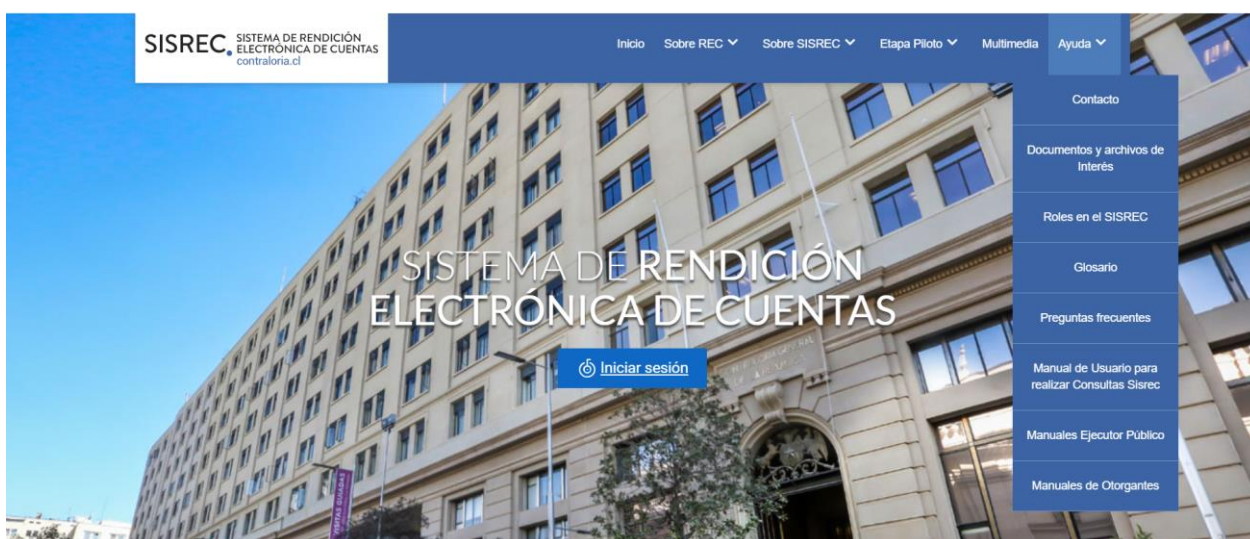 SISREC. SISTEMA DE RENDICIÓN
ELECTRÓNICA DE CUENTAS
contraloria.cl
Inicio Sobre REC Sobre SISREC Etapa Piloto Multimedia Ayuda
Contacto
Documentos y archivos de
Interés
Roles en el SISREC
Glosario
Preguntas frecuentes
Manual de Usuario para
realizar Consultas Sisrec
Manuales Ejecutor Público
Manuales de Otorgantes
SISTEMA DE RENDICIÓN
ELECTRÓNICA DE CUENTAS
Iniciar sesión
VISITAS GUIADAS